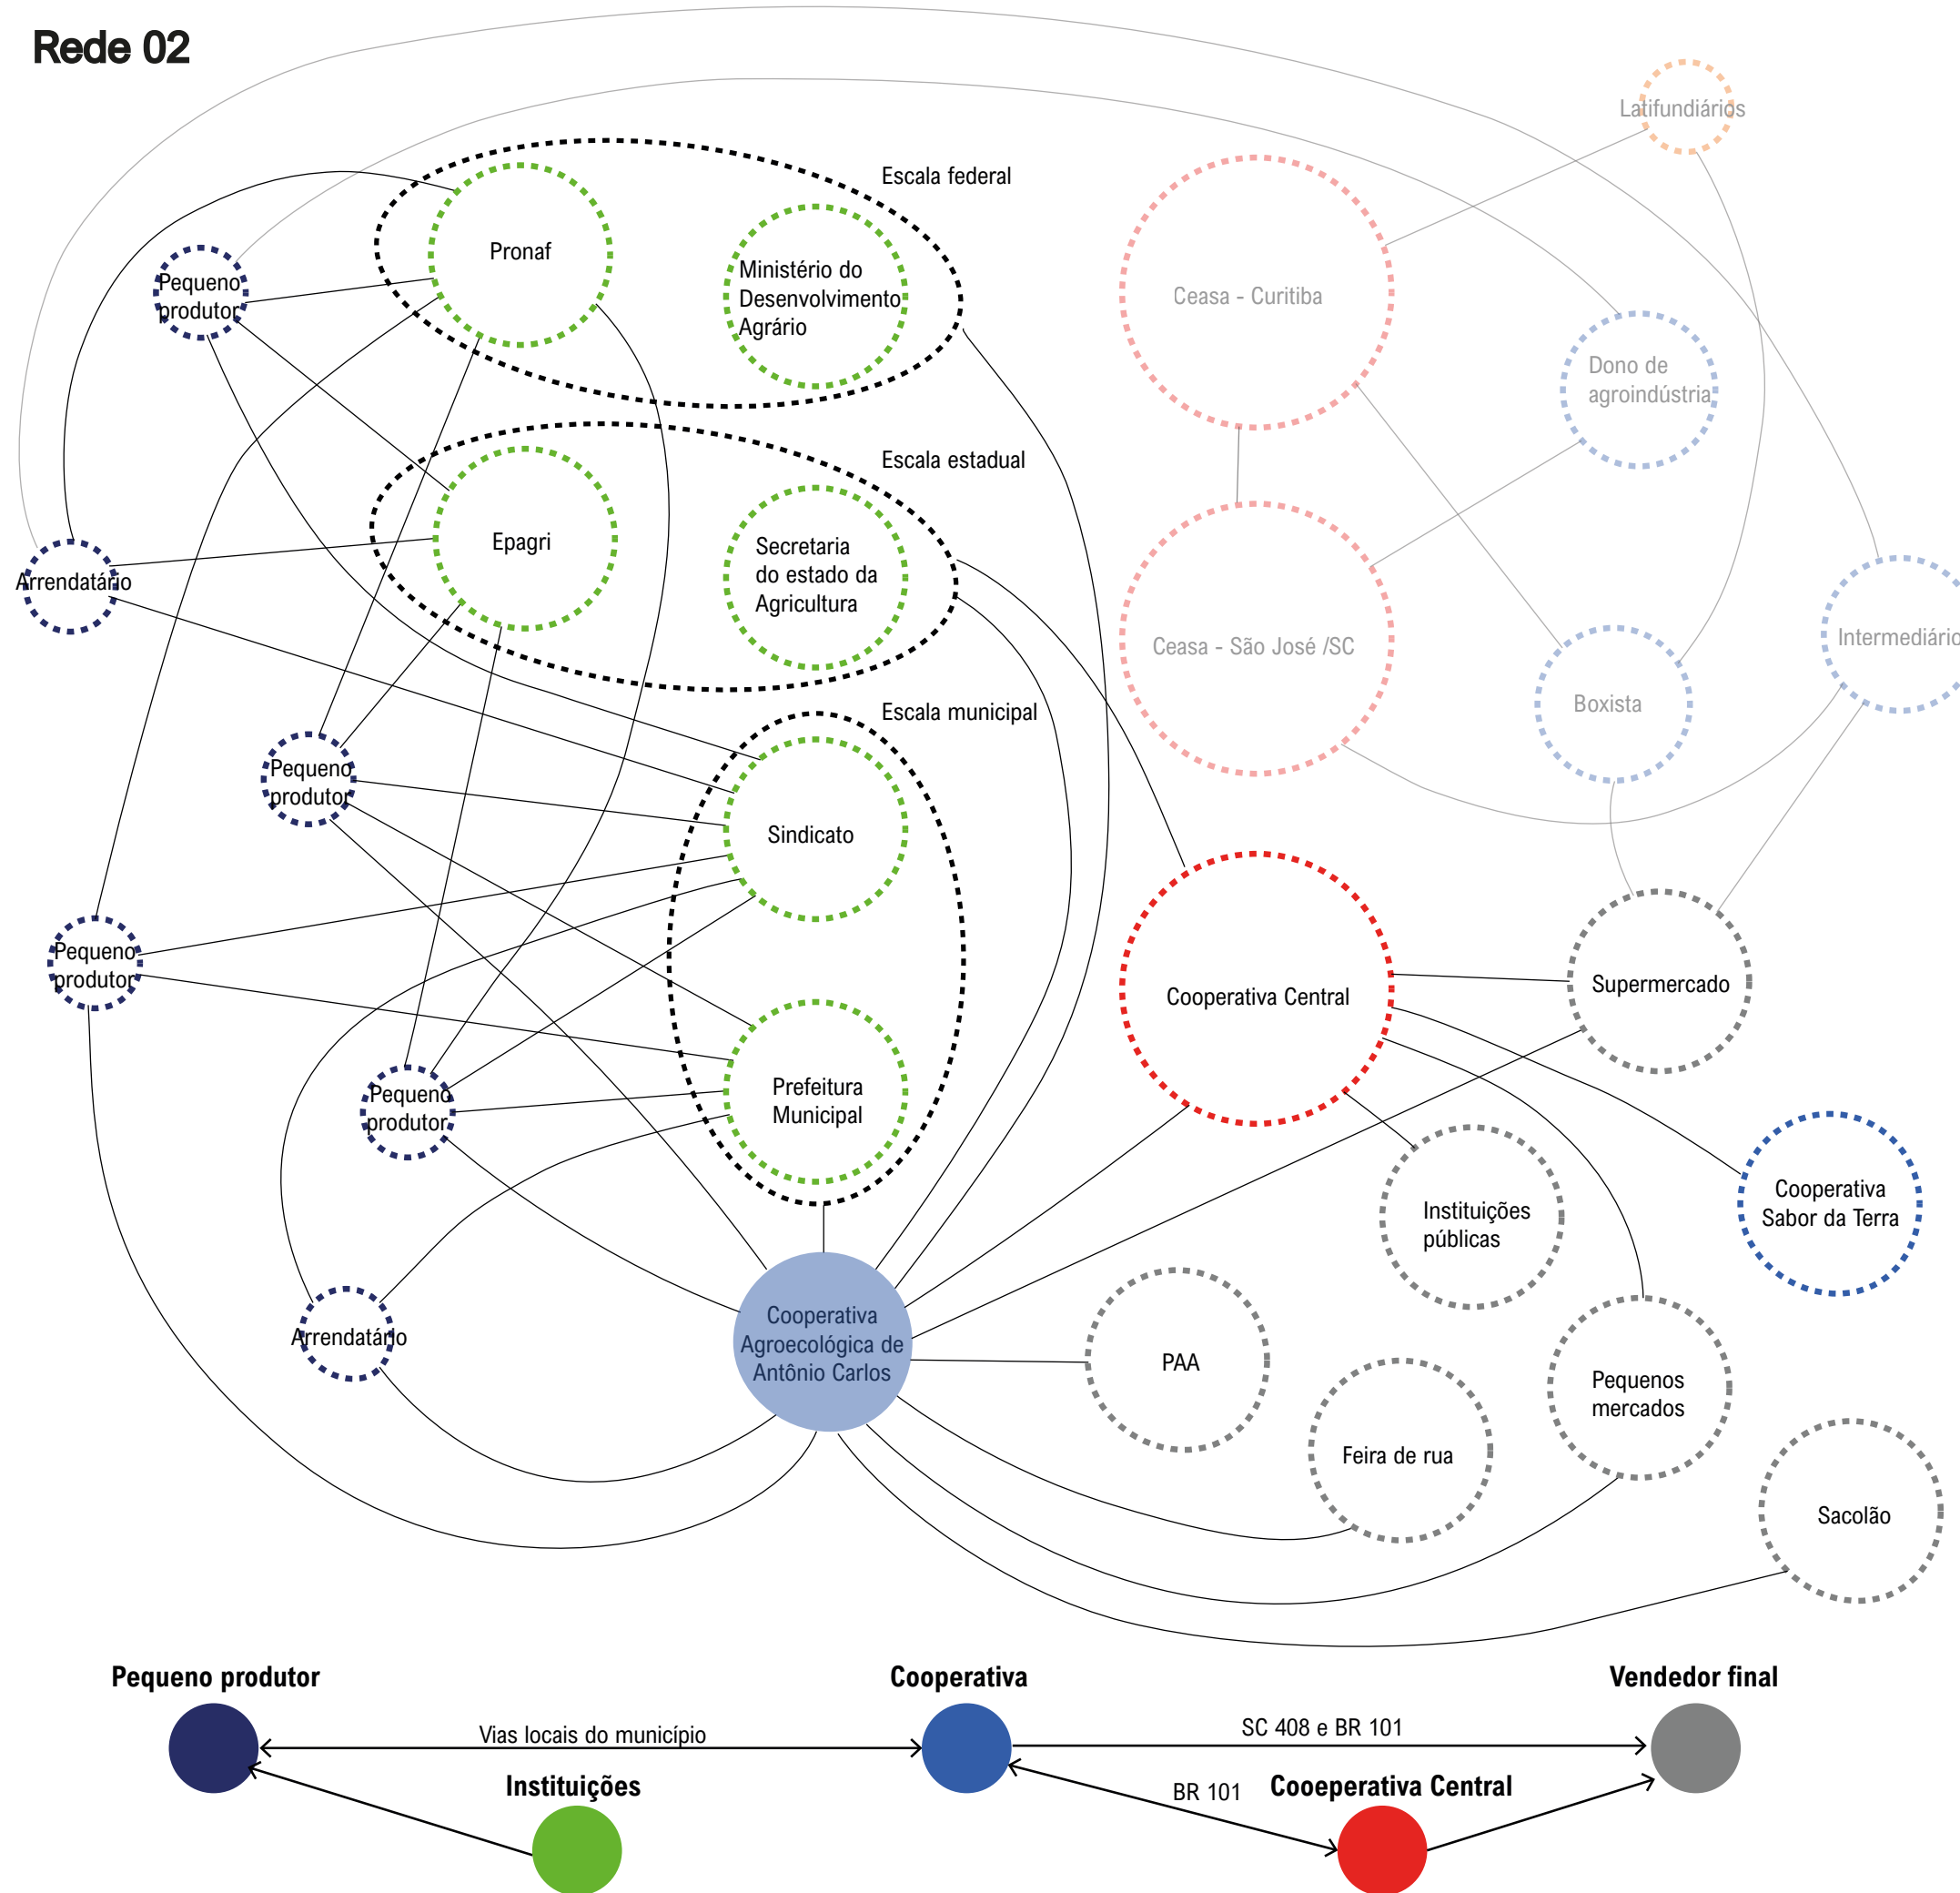 Rede 02
Latifundiários
Escala federal
Pronaf
Pequeno
produtor
Ministério do
Desenvolvimento
Agrário
Ceasa - Curitiba
Dono de
agroindústria
Escala estadual
Epagri
Secretaria
do estado da
Agricultura
Arrendatário
Ceasa - São José /SC
Intermediário
Boxista
Escala municipal
Pequeno
produtor
Sindicato
Pequeno
produtor
Cooperativa Central
Supermercado
Pequeno
produtor
Prefeitura
Municipal
Instituições
públicas
Cooperativa
Sabor da Terra
Arrendatário
Cooperativa
Agroecológica de
Antônio Carlos
PAA
Pequenos
mercados
Feira de rua
Sacolão
Pequeno produtor
Cooperativa
Vendedor final
Vias locais do município
SC 408 e BR 101
Instituições
BR 101
Cooeperativa Central